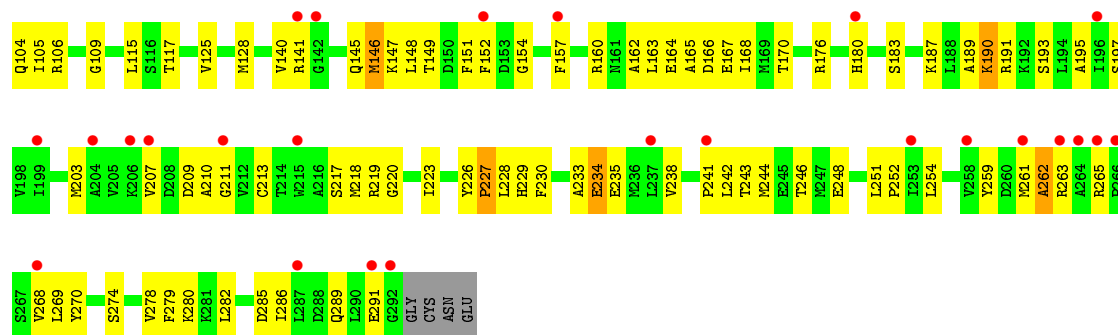 Q104 I105 R106 G109 L115 S116 T117 V125 M128 V140 R141 G142 Q145 M146 K147 L148 T149 D150 F151 F152 D153 G154 F157 R160 N161 A162 L163 E164 A165 D166 E167 I168 M169 T170 R176 H180 S183 K187 L188 A189 K190 R191 K192 S193 L194 A195 I196 S197
V198 I199 M203 A204 V205 K206 V207 D208 D209 A210 G211 V212 C213 T214 W215 A216 S217 M218 R219 G220 I223 Y226 P227 L228 H229 F230 A233 E234 E235 M236 L237 V238 P241 L242 T243 M244 E245 T246 M247 E248 L251 P252 I253 L254 V258 Y259 D260 M261 A262 R263 A264 R265
S267 V268 L269 Y270 S274 V278 F279 K280 K281 L282 D285 I286 L287 D288 Q289 L290 E291 G292 GLY CYS ASN GLU